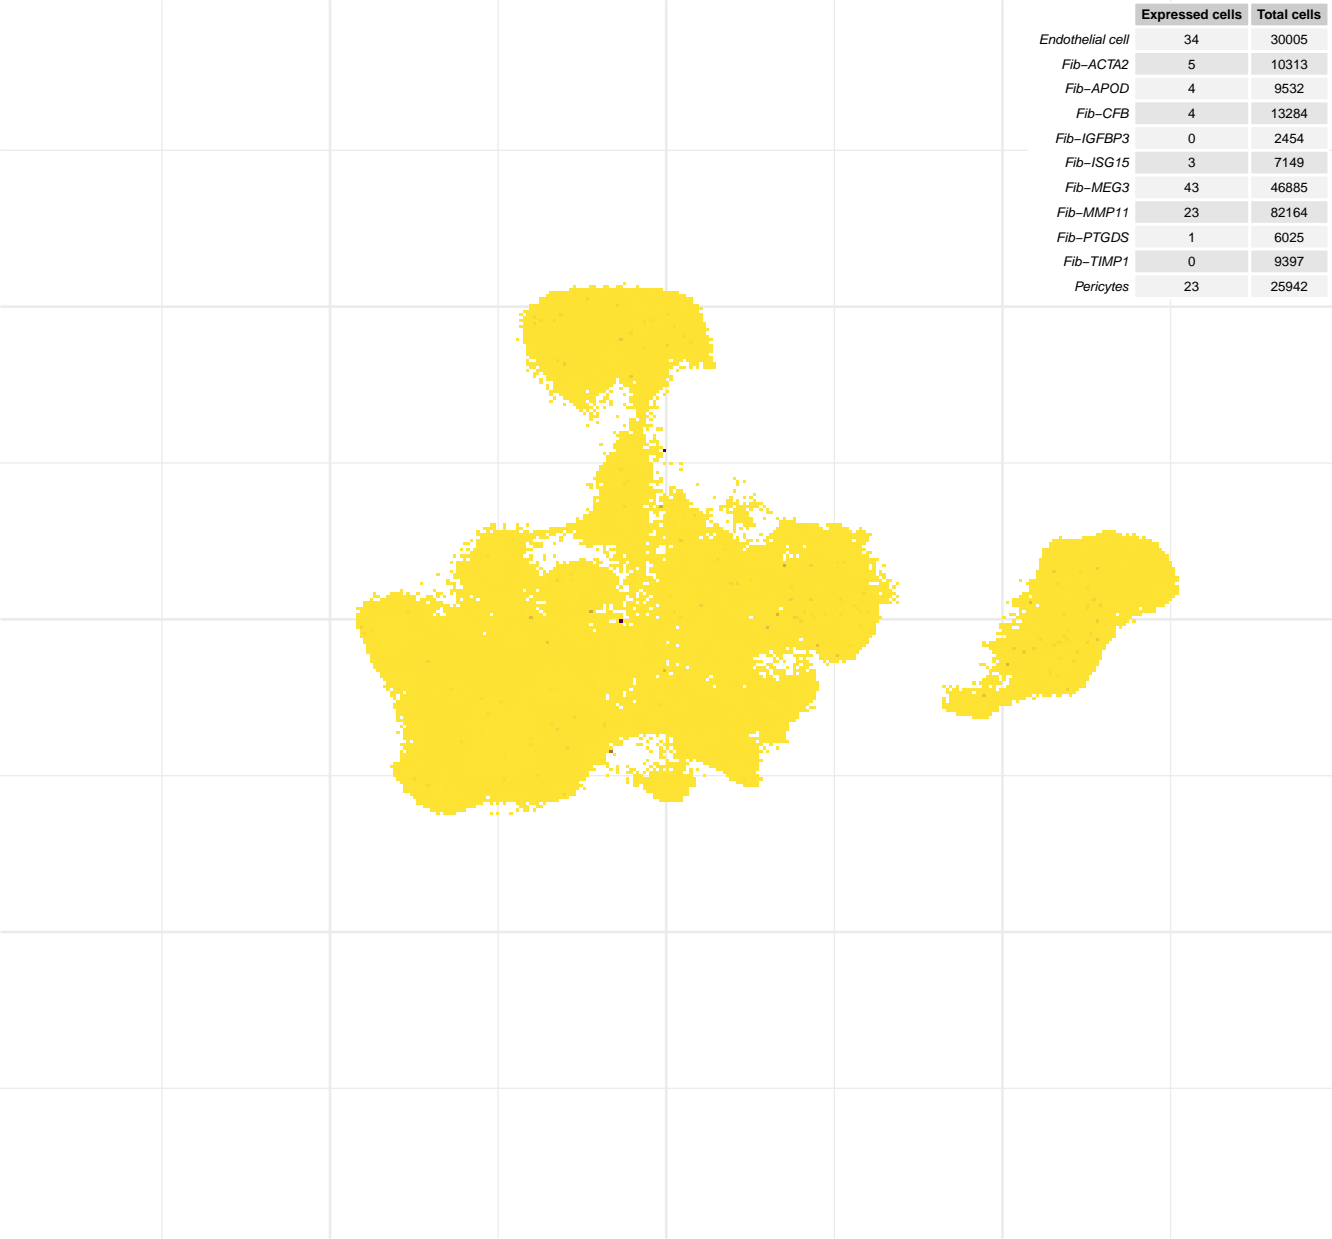 Expressed cells Total cells
Endothelial cell 34 30005
Fib−ACTA2 5 10313
Fib−APOD 4 9532
Fib−CFB 4 13284
Fib−IGFBP3 0 2454
Fib−ISG15 3 7149
Fib−MEG3 43 46885
Fib−MMP11 23 82164
Fib−PTGDS 1 6025
Fib−TIMP1 0 9397
Pericytes 23 25942